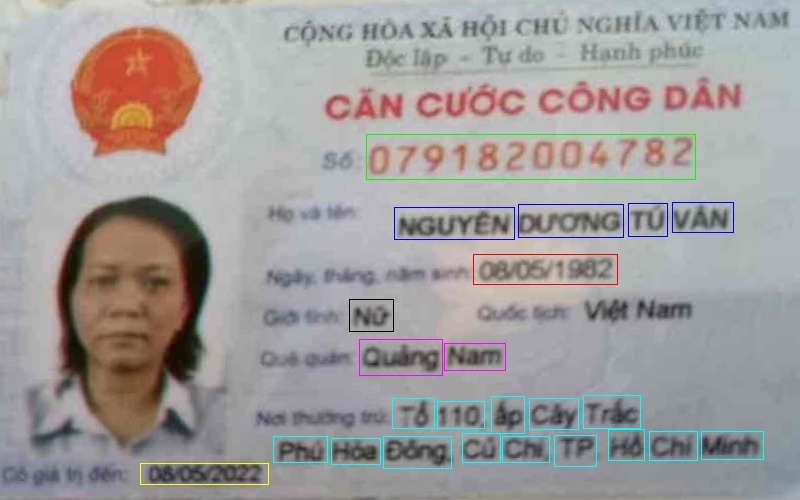 CỘNG HÒA XÃ HỘI CHỦ NGHĨA VIỆT NAM
Độc lập - Tự do - Hạnh phúc
CĂN CƯỚC CÔNG DÂN
Số: 079182004782
Họ và tên: NGUYỄN DƯƠNG TÚ VÂN
Ngày, tháng, năm sinh: 08/05/1982
Giới tính: Nữ Quốc tịch: Việt Nam
Quê quán: Quảng Nam
Nơi thường trú: Tổ 110, ấp Cây Trắc
Phú Hòa Đông, Củ Chi, TP. Hồ Chí Minh
Có giá trị đến: 08/05/2022